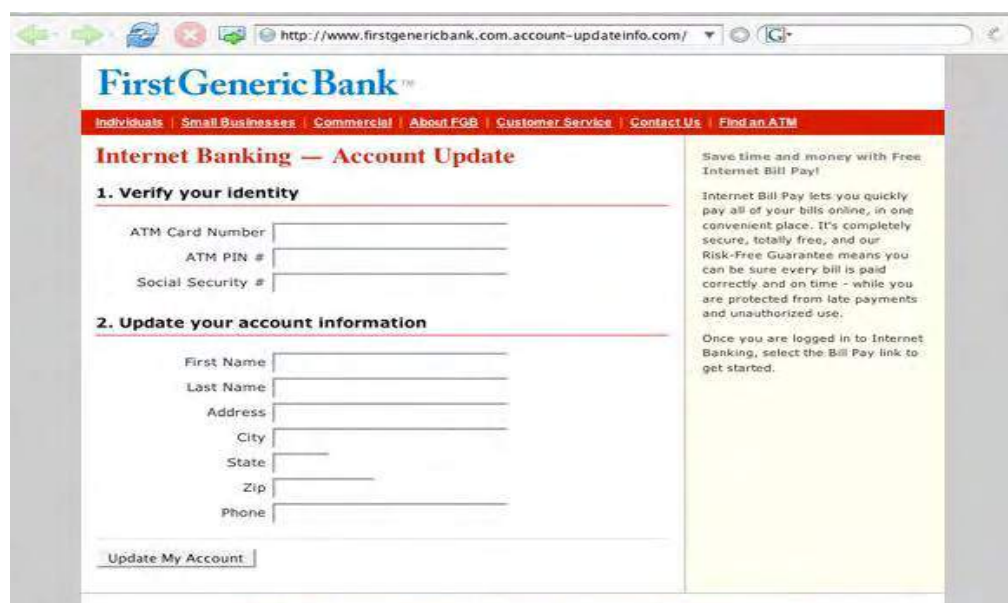 http://www.firstgenericbank.com.account-updateinfo.com/
G
FirstGenericBank™
Individuals | Small Businesses | Commercial | About FGB | Customer Service | Contact Us | Find an ATM
Internet Banking — Account Update
1. Verify your identity
ATM Card Number
ATM PIN #
Social Security #
2. Update your account information
First Name
Last Name
Address
City
State
Zip
Phone
Update My Account
Save time and money with Free
Internet Bill Pay!
Internet Bill Pay lets you quickly
pay all of your bills online, in one
convenient place. It's completely
secure, totally free, and our
Risk-Free Guarantee means you
can be sure every bill is paid
correctly and on time - while you
are protected from late payments
and unauthorized use.
Once you are logged in to Internet
Banking, select the Bill Pay link to
get started.